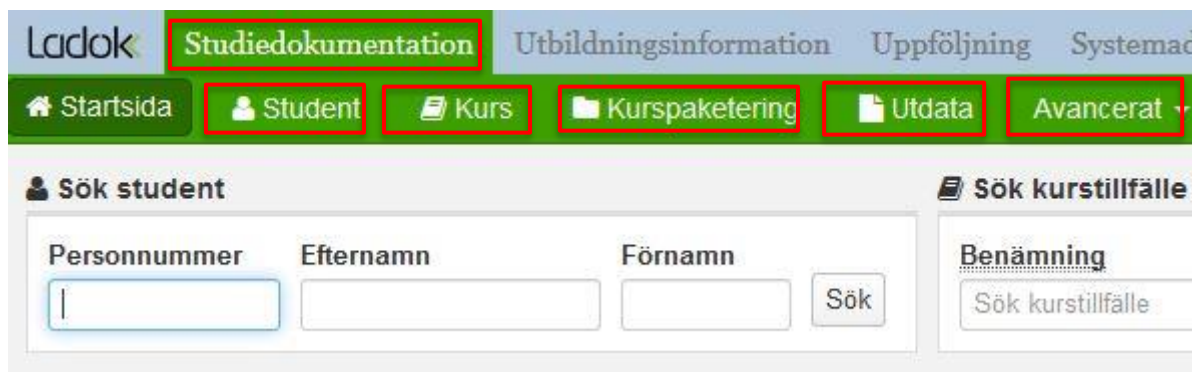 Ladok Studiedokumentation Utbildningsinformation Uppföljning Systemad
Startsida Student Kurs Kurspaketering Utdata Avancerat
Sök student Sök kurstillfälle
Personnummer Efternamn Förnamn Benämning
Sök Sök kurstillfälle